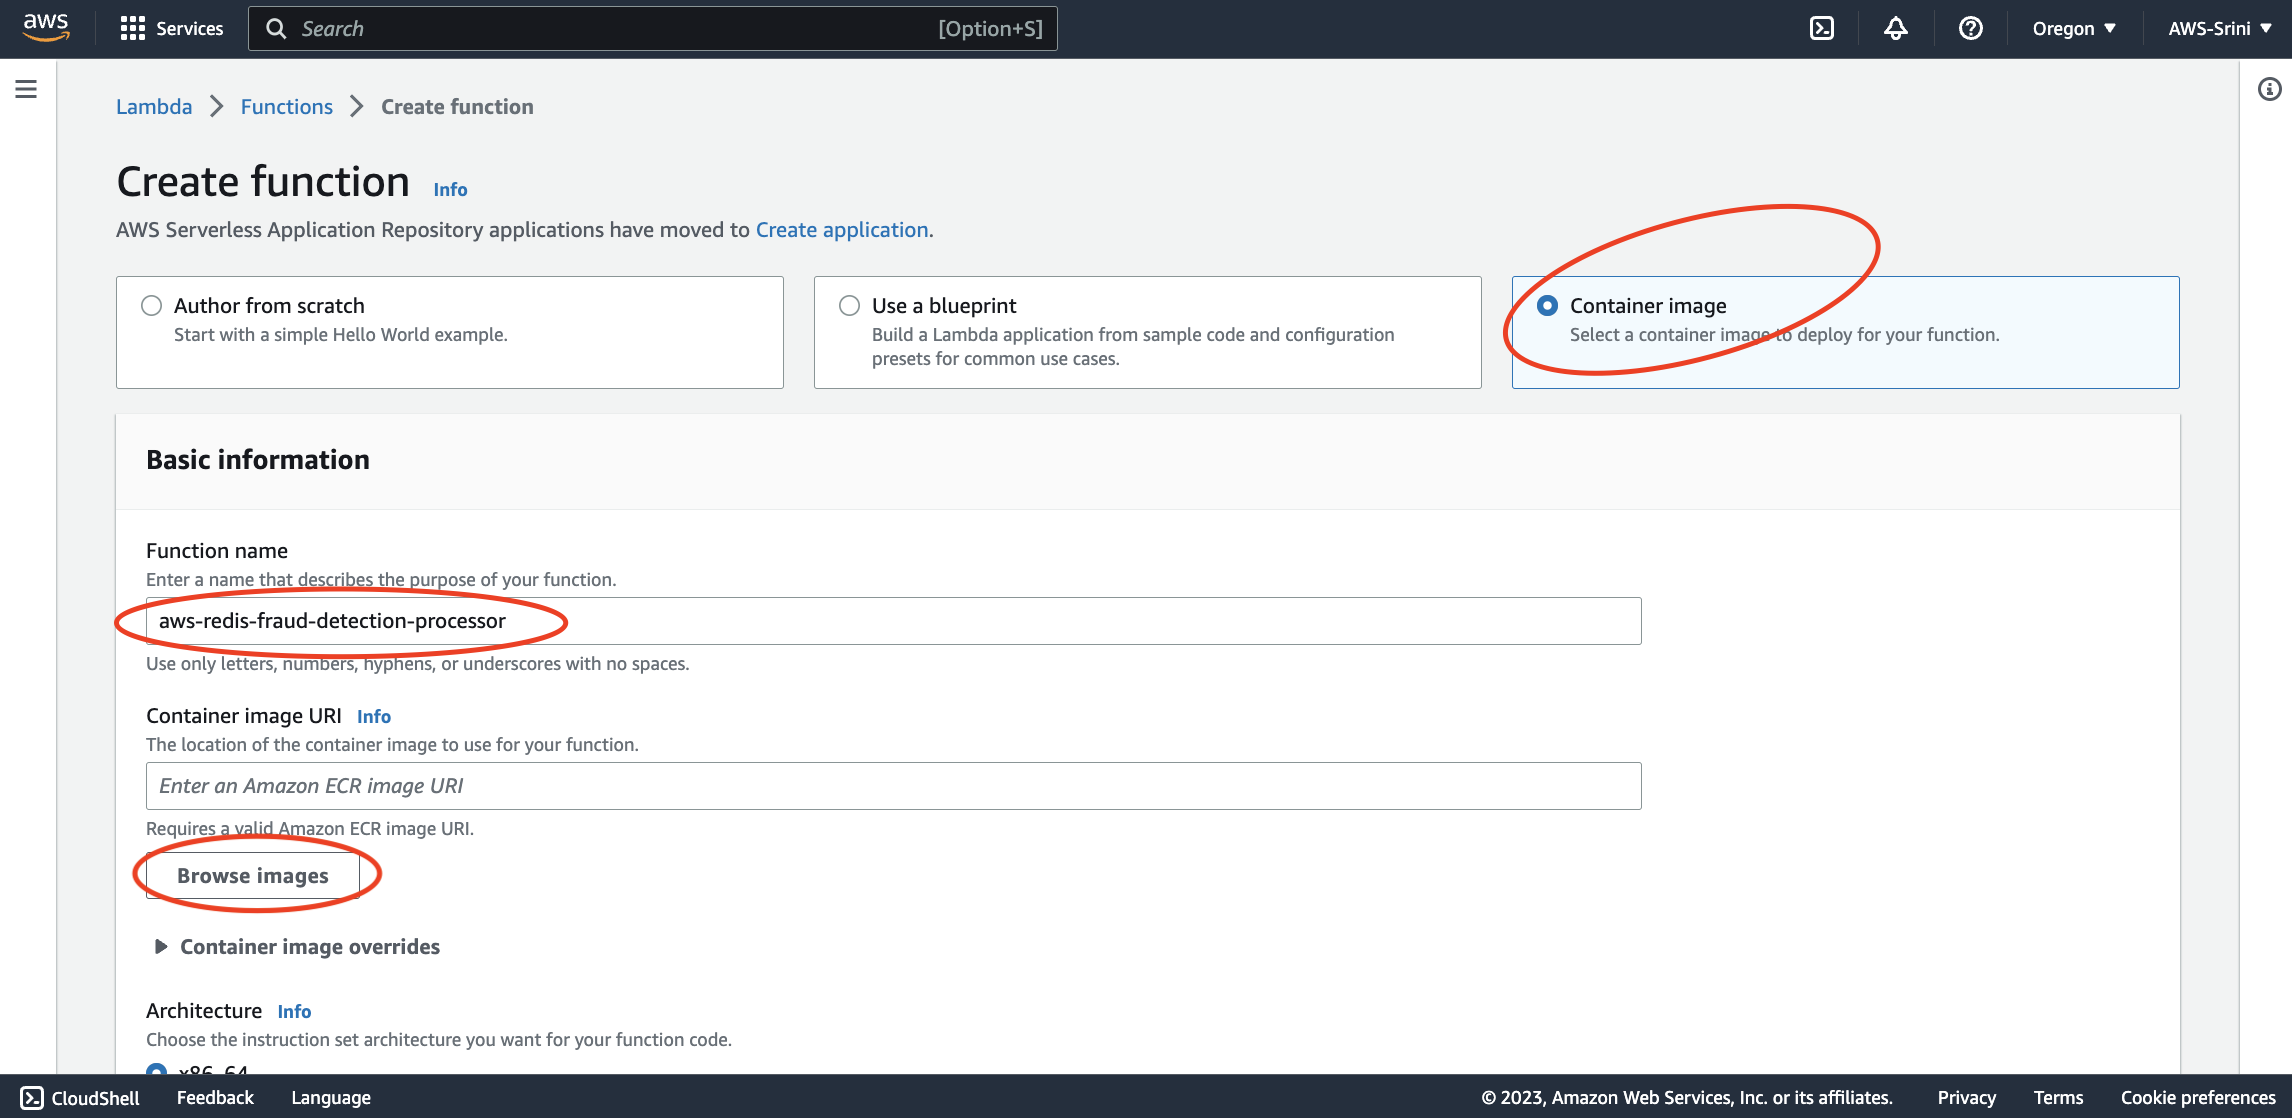 aws
Services
Search [Option+S]
Oregon ▼
AWS-Srini ▼
Lambda > Functions > Create function
Create function Info
AWS Serverless Application Repository applications have moved to Create application.
Author from scratch
Start with a simple Hello World example.
Use a blueprint
Build a Lambda application from sample code and configuration
presets for common use cases.
Container image
Select a container image to deploy for your function.
Basic information
Function name
Enter a name that describes the purpose of your function.
aws-redis-fraud-detection-processor
Use only letters, numbers, hyphens, or underscores with no spaces.
Container image URI Info
The location of the container image to use for your function.
Enter an Amazon ECR image URI
Requires a valid Amazon ECR image URI.
Browse images
Container image overrides
Architecture Info
Choose the instruction set architecture you want for your function code.
x86_64
CloudShell Feedback Language © 2023, Amazon Web Services, Inc. or its affiliates. Privacy Terms Cookie preferences